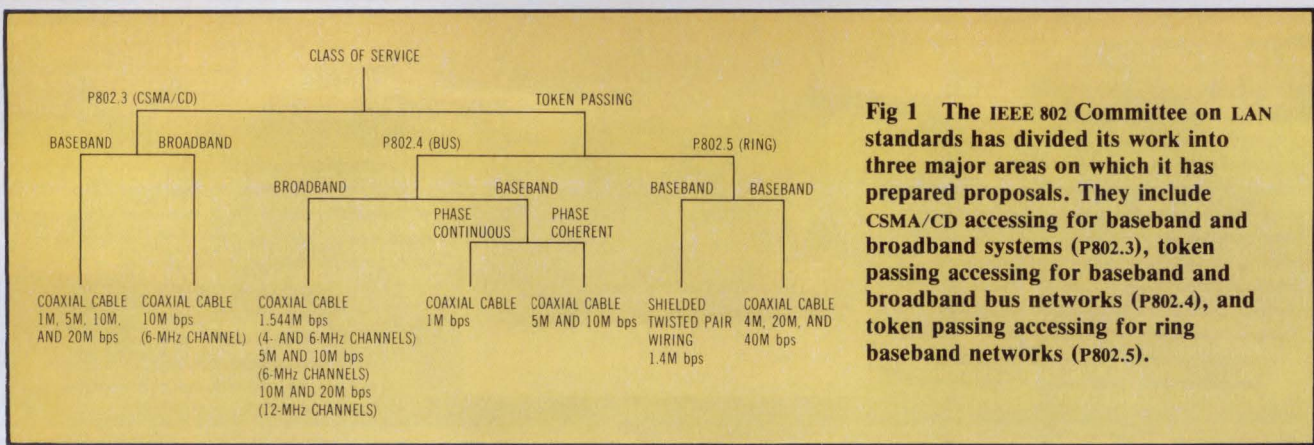 CLASS OF SERVICE
P802.3 (CSMA/CD)
TOKEN PASSING
BASEBAND
BROADBAND
P802.4 (BUS)
P802.5 (RING)
BROADBAND
BASEBAND
BASEBAND
BASEBAND
PHASE
CONTINUOUS
PHASE
COHERENT
COAXIAL CABLE
1M, 5M, 10M,
AND 20M bps
COAXIAL CABLE
10M bps
(6-MHz CHANNEL)
COAXIAL CABLE
1.544M bps
(4- AND 6-MHz CHANNELS)
5M AND 10M bps
(6-MHz CHANNELS)
10M AND 20M bps
(12-MHz CHANNELS)
COAXIAL CABLE
1M bps
COAXIAL CABLE
5M AND 10M bps
SHIELDED
TWISTED PAIR
WIRING
1.4M bps
COAXIAL CABLE
4M, 20M, AND
40M bps
Fig 1 The IEEE 802 Committee on LAN
standards has divided its work into
three major areas on which it has
prepared proposals. They include
CSMA/CD accessing for baseband and
broadband systems (P802.3), token
passing accessing for baseband and
broadband bus networks (P802.4), and
token passing accessing for ring
baseband networks (P802.5).